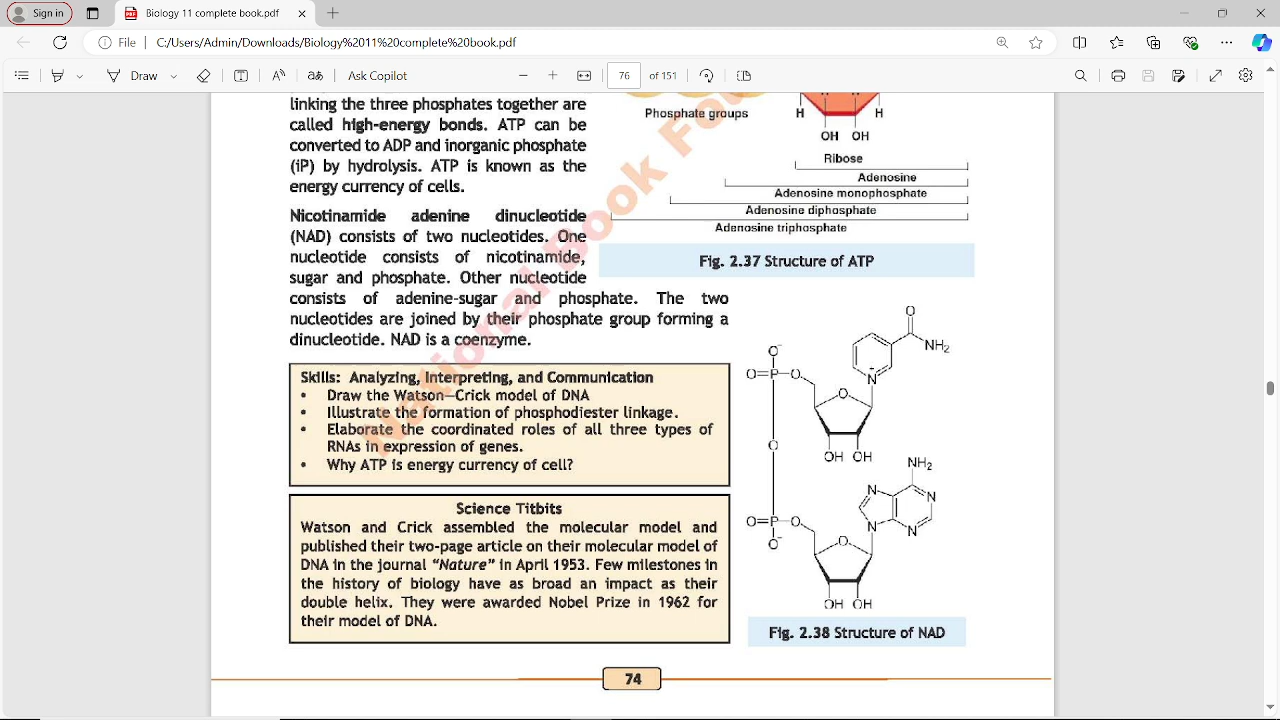 Sign in
Biology 11 complete book.pdf
File
C:/Users/Admin/Downloads/Biology%2011%20complete%20book.pdf
Draw
Ask Copilot
76
of 151
linking the three phosphates together are
called high-energy bonds. ATP can be
converted to ADP and inorganic phosphate
(iP) by hydrolysis. ATP is known as the
energy currency of cells.
Phosphate groups
H H
H H
OH OH
Ribose
Adenosine
Adenosine monophosphate
Adenosine diphosphate
Adenosine triphosphate
Fig. 2.37 Structure of ATP
Nicotinamide adenine dinucleotide
(NAD) consists of two nucleotides. One
nucleotide consists of nicotinamide,
sugar and phosphate. Other nucleotide
consists of adenine-sugar and phosphate. The two
nucleotides are joined by their phosphate group forming a
dinucleotide. NAD is a coenzyme.
Skills: Analyzing, Interpreting, and Communication
• Draw the Watson–Crick model of DNA
• Illustrate the formation of phosphodiester linkage.
• Elaborate the coordinated roles of all three types of
RNAs in expression of genes.
• Why ATP is energy currency of cell?
Science Titbits
Watson and Crick assembled the molecular model and
published their two-page article on their molecular model of
DNA in the journal "Nature" in April 1953. Few milestones in
the history of biology have as broad an impact as their
double helix. They were awarded Nobel Prize in 1962 for
their model of DNA.
O
NH2
O-
O=P–O
N+
O
OH OH
O
NH2
N
N
O=P–O
N
N
O-
O
OH OH
Fig. 2.38 Structure of NAD
National Book Fou
74